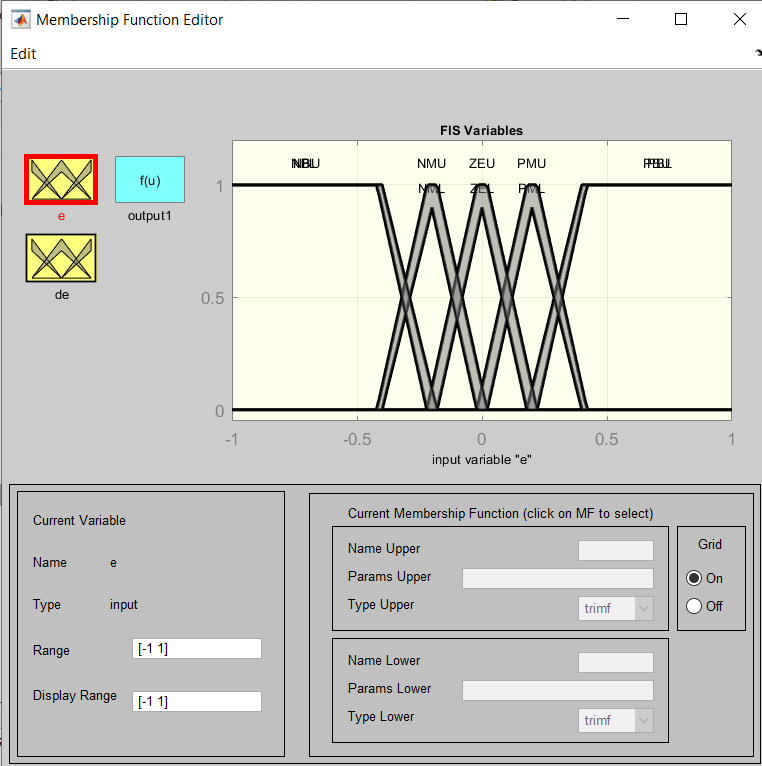 Membership Function Editor
Edit
FIS Variables
NMU ZEU PMU
NML ZEL PML
f(u)
e
output1
de
1
0.5
0
-1 -0.5 0 0.5 1
input variable "e"
Current Variable
Name e
Type input
Range [-1 1]
Display Range [-1 1]
Current Membership Function (click on MF to select)
Name Upper
Params Upper
Type Upper trimf
Name Lower
Params Lower
Type Lower trimf
Grid
On
Off